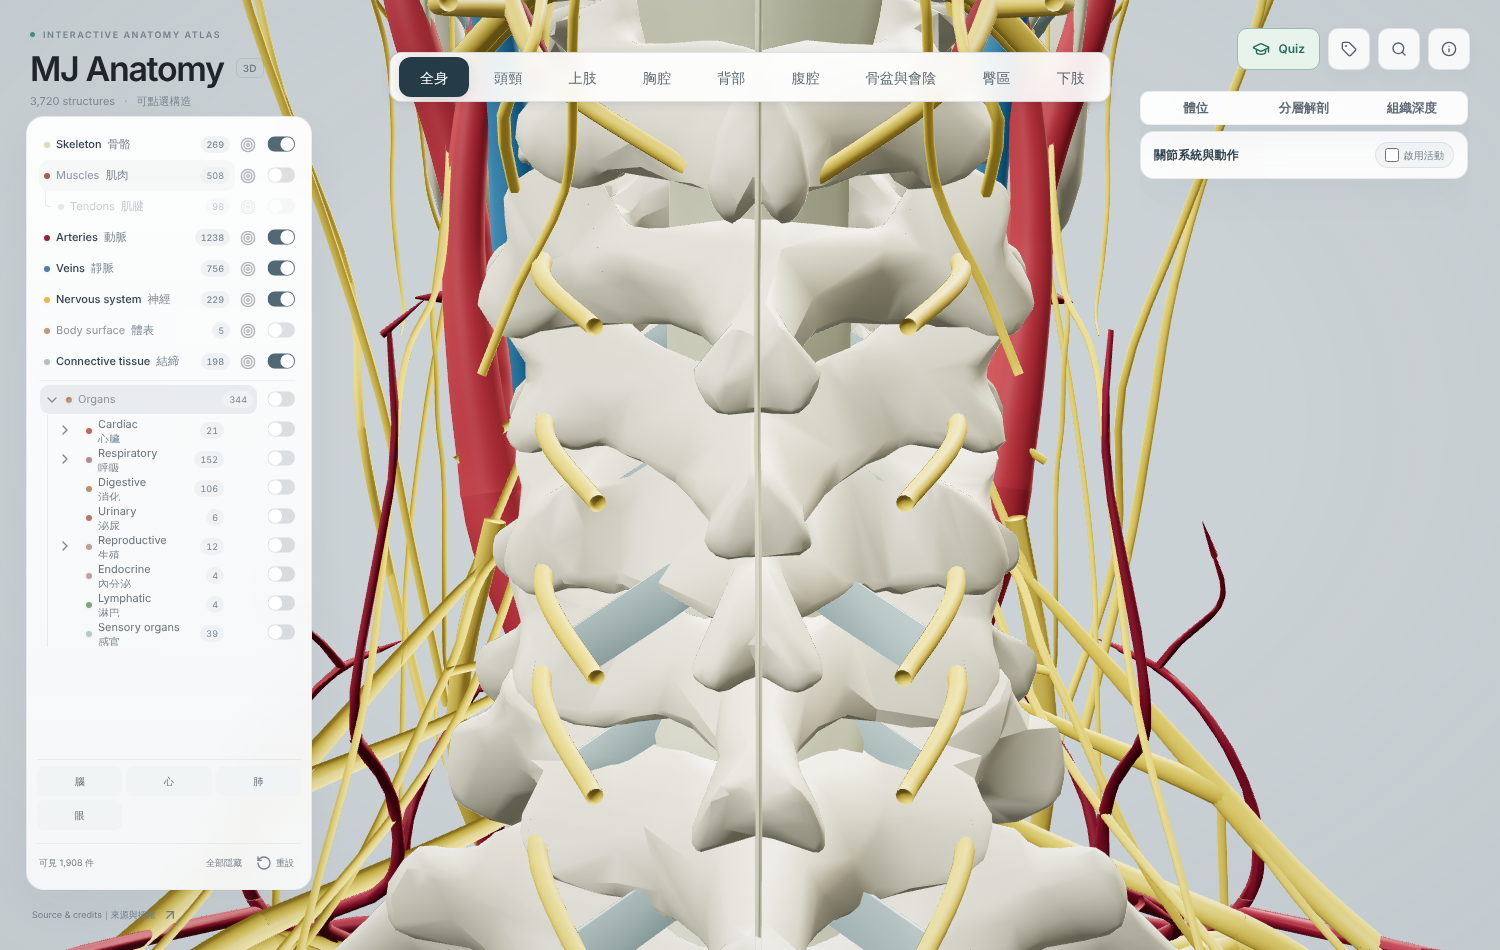 INTERACTIVE ANATOMY ATLAS
MJ Anatomy 3D
3,720 structures · 可點選構造
全身 頭頸 上肢 胸腔 背部 腹腔 骨盆與會陰 臀區 下肢
Quiz
體位 分層解剖 組織深度
關節系統與動作 啟用活動
Skeleton 骨骼 269
Muscles 肌肉 508
Tendons 肌腱 98
Arteries 動脈 1238
Veins 靜脈 756
Nervous system 神經 229
Body surface 體表 5
Connective tissue 結締 198
Organs 344
Cardiac 21
心臟
Respiratory 152
呼吸
Digestive 106
消化
Urinary 6
泌尿
Reproductive 12
生殖
Endocrine 4
內分泌
Lymphatic 4
淋巴
Sensory organs 39
感官
腦 心 肺
眼
可見 1,908 件 全部隱藏 重設
Source & credits | 來源與